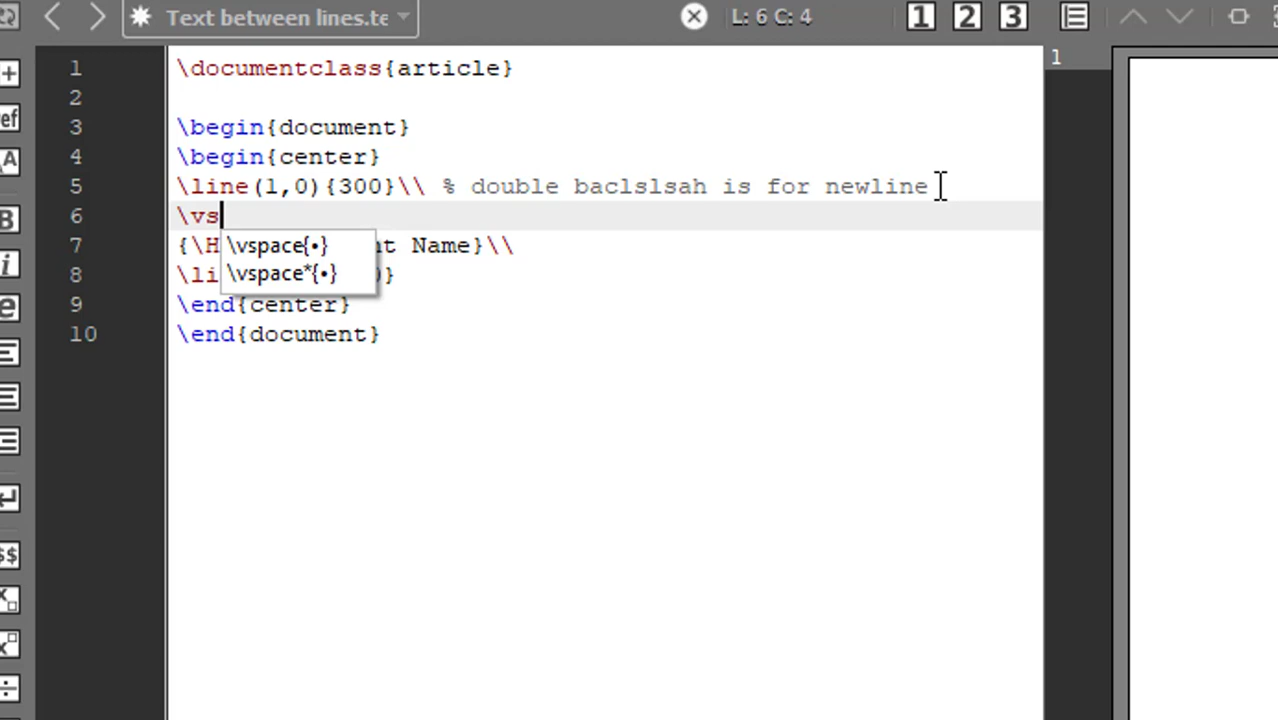 Text between lines.te
L: 6 C: 4
1 2 3
1 \documentclass{article}
2
3 \begin{document}
4 \begin{center}
5 \line(1,0){300}\\ % double baclslsah is for newline
6 \vs
7 {\H nt Name}\\
8 \li }
9 \end{center}
10 \end{document}
\vspace{•}
\vspace*{•}
1
ef
A
B
i
e
$$
÷